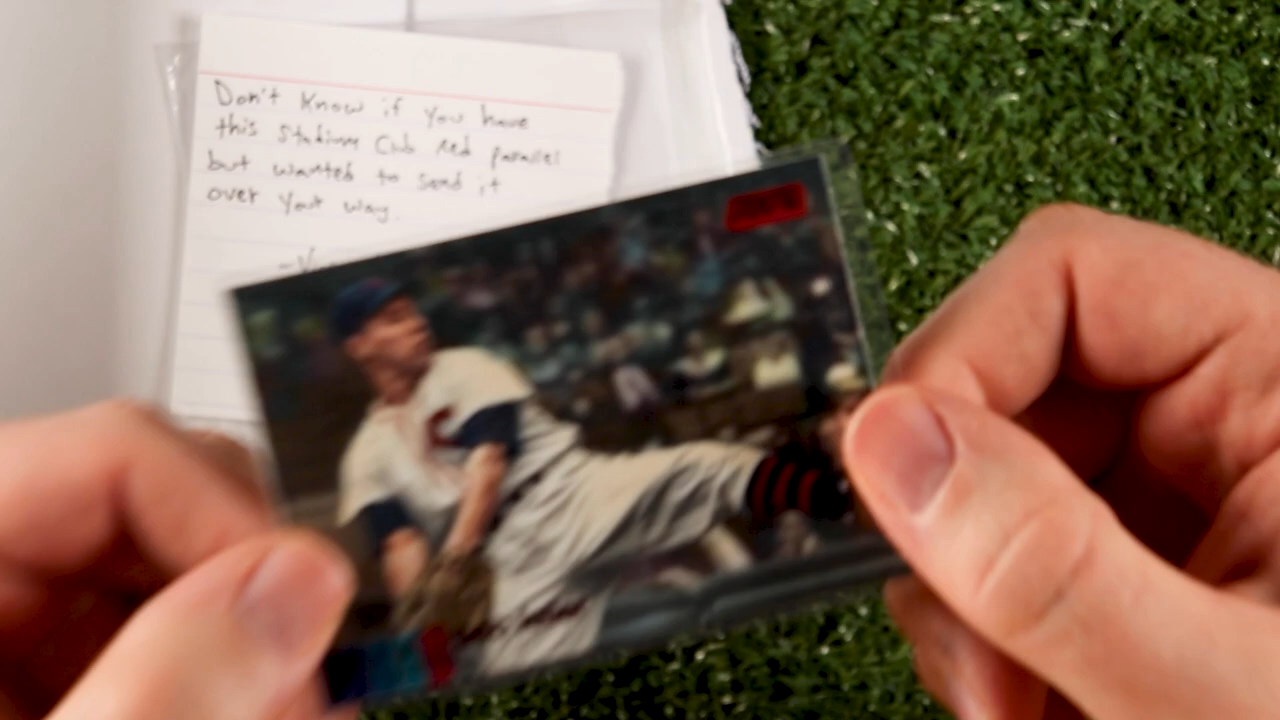 Don't know if you have
this Stadium Club Red parallel
but wanted to send it
over your way.